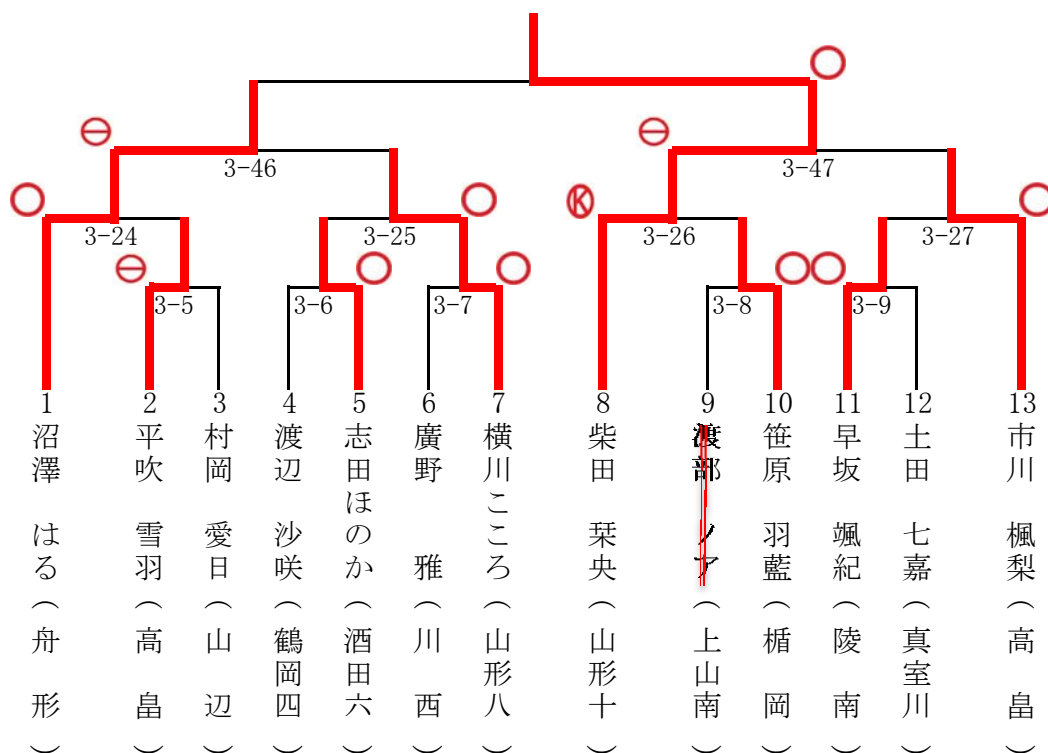 3-46
3-47
3-24
3-25
Ⓚ
3-26
3-27
3-5
3-6
3-7
3-8
3-9
1
沼澤 はる(舟形)
2
平吹 雪羽(高畠)
3
村岡 愛日(山辺)
4
渡辺 沙咲(鶴岡四)
5
志田ほのか(酒田六)
6
廣野 雅(川西)
7
横川こころ(山形八)
8
柴田 栞央(山形十)
9
渡部 ノア(上山南)
10
笹原 羽藍(楯岡)
11
早坂 颯紀(陵南)
12
土田 七嘉(真室川)
13
市川 楓梨(高畠)